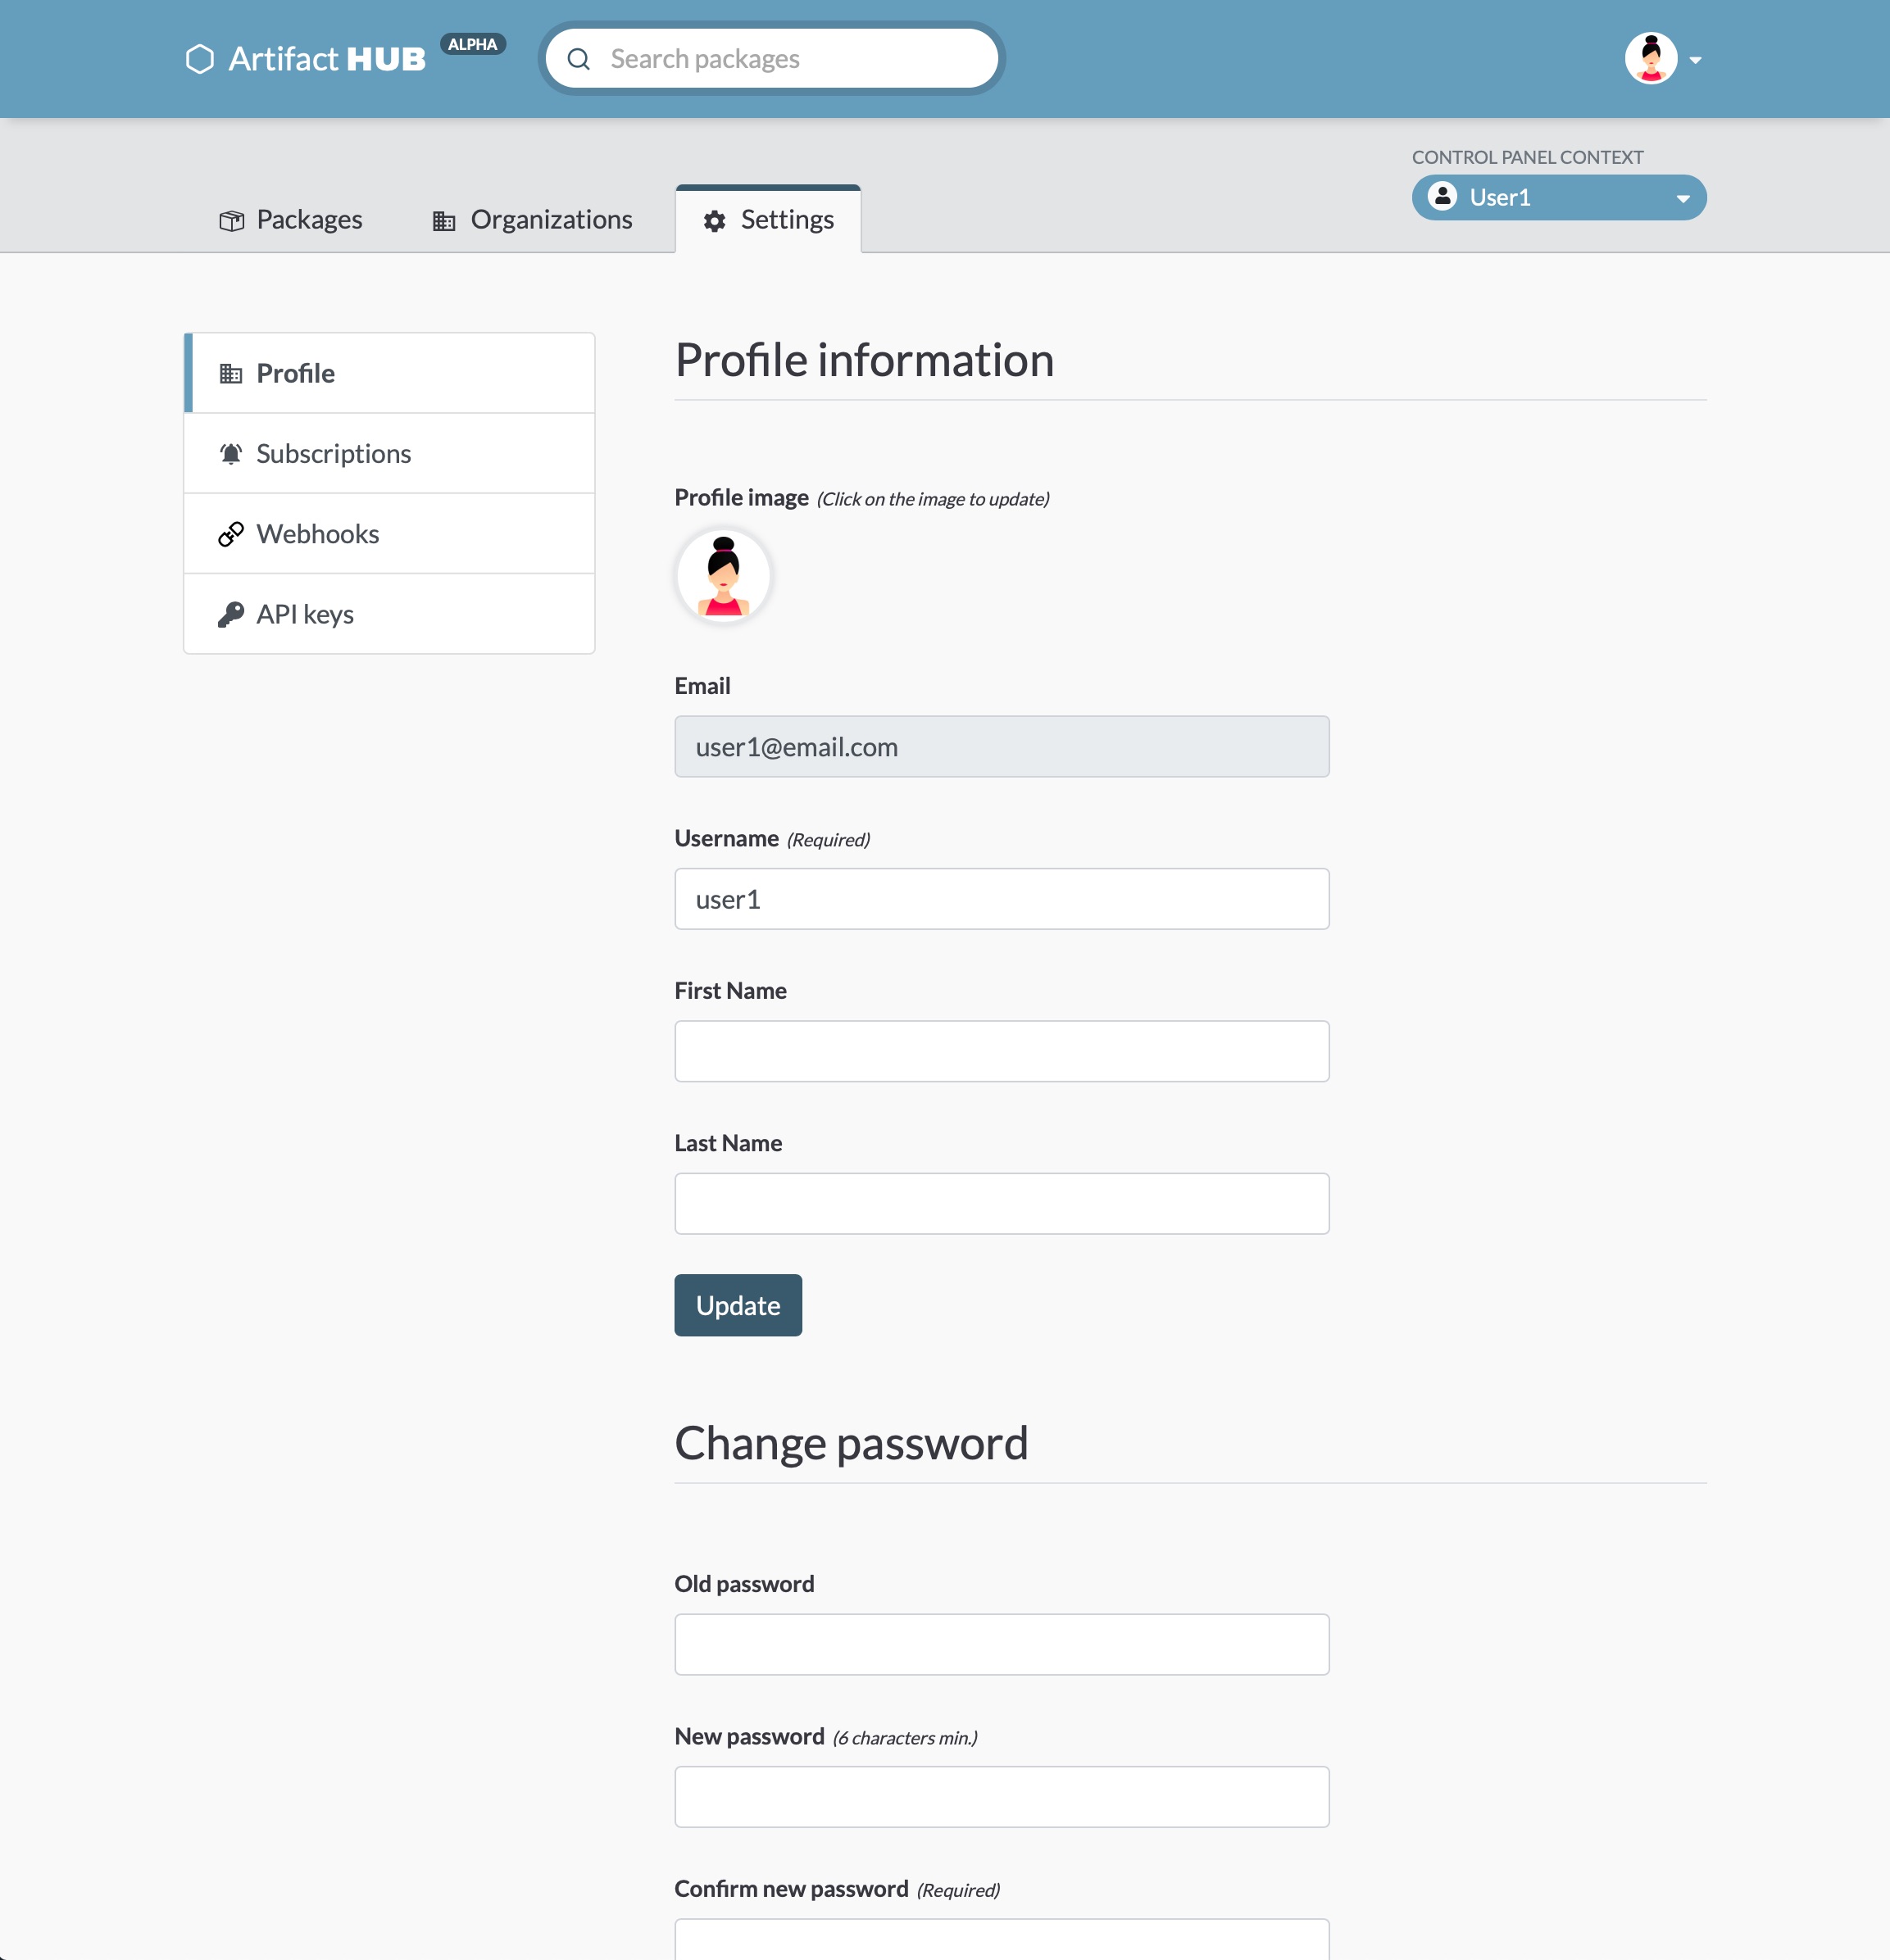 Artifact HUB ALPHA
Search packages
CONTROL PANEL CONTEXT
User1
Packages
Organizations
Settings
Profile
Subscriptions
Webhooks
API keys
Profile information
Profile image (Click on the image to update)
Email
user1@email.com
Username (Required)
user1
First Name
Last Name
Update
Change password
Old password
New password (6 characters min.)
Confirm new password (Required)